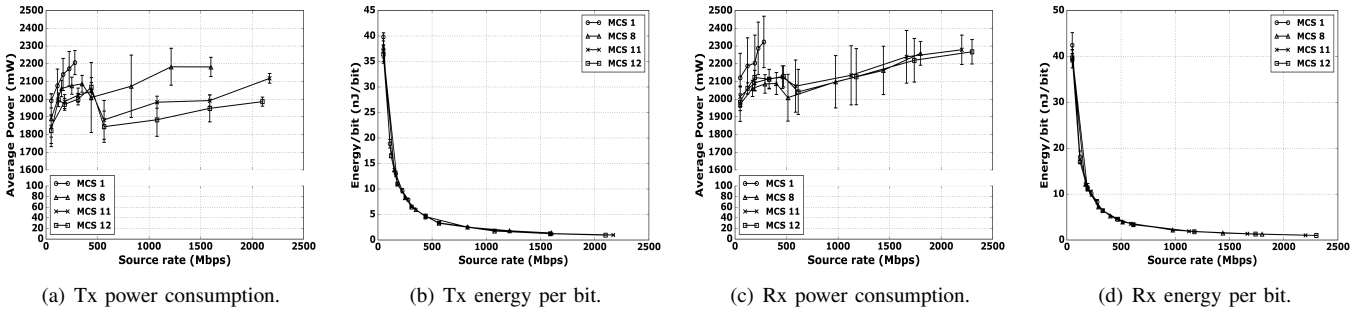 2500
2400
2300
2200
2100
2000
1900
1800
1700
1600
100
80
60
40
20
0
Average Power (mW)
MCS 1
MCS 8
MCS 11
MCS 12
0 500 1000 1500 2000 2500
Source rate (Mbps)
(a) Tx power consumption.
45
40
35
30
25
20
15
10
5
0
Energy/bit (nJ/bit)
MCS 1
MCS 8
MCS 11
MCS 12
0 500 1000 1500 2000 2500
Source rate (Mbps)
(b) Tx energy per bit.
2500
2400
2300
2200
2100
2000
1900
1800
1700
1600
100
80
60
40
20
0
Average Power (mW)
MCS 1
MCS 8
MCS 11
MCS 12
0 500 1000 1500 2000 2500
Source rate (Mbps)
(c) Rx power consumption.
50
40
30
20
10
0
Energy/bit (nJ/bit)
MCS 1
MCS 8
MCS 11
MCS 12
0 500 1000 1500 2000 2500
Source rate (Mbps)
(d) Rx energy per bit.